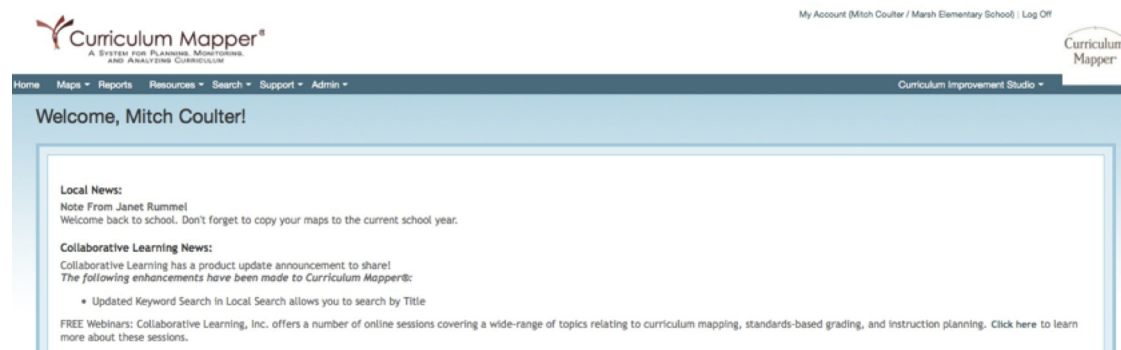 My Account (Mitch Coulter / Marsh Elementary School) | Log Off
Curriculum Mapper®
A System for Planning, Monitoring,
and Analyzing Curriculum
Curriculum
Mapper
Home Maps Reports Resources Search Support Admin Curriculum Improvement Studio
Welcome, Mitch Coulter!
Local News:
Note From Janet Rummel
Welcome back to school. Don't forget to copy your maps to the current school year.
Collaborative Learning News:
Collaborative Learning has a product update announcement to share!
The following enhancements have been made to Curriculum Mapper®:
• Updated Keyword Search in Local Search allows you to search by Title
FREE Webinars: Collaborative Learning, Inc. offers a number of online sessions covering a wide-range of topics relating to curriculum mapping, standards-based grading, and instruction planning. Click here to learn
more about these sessions.